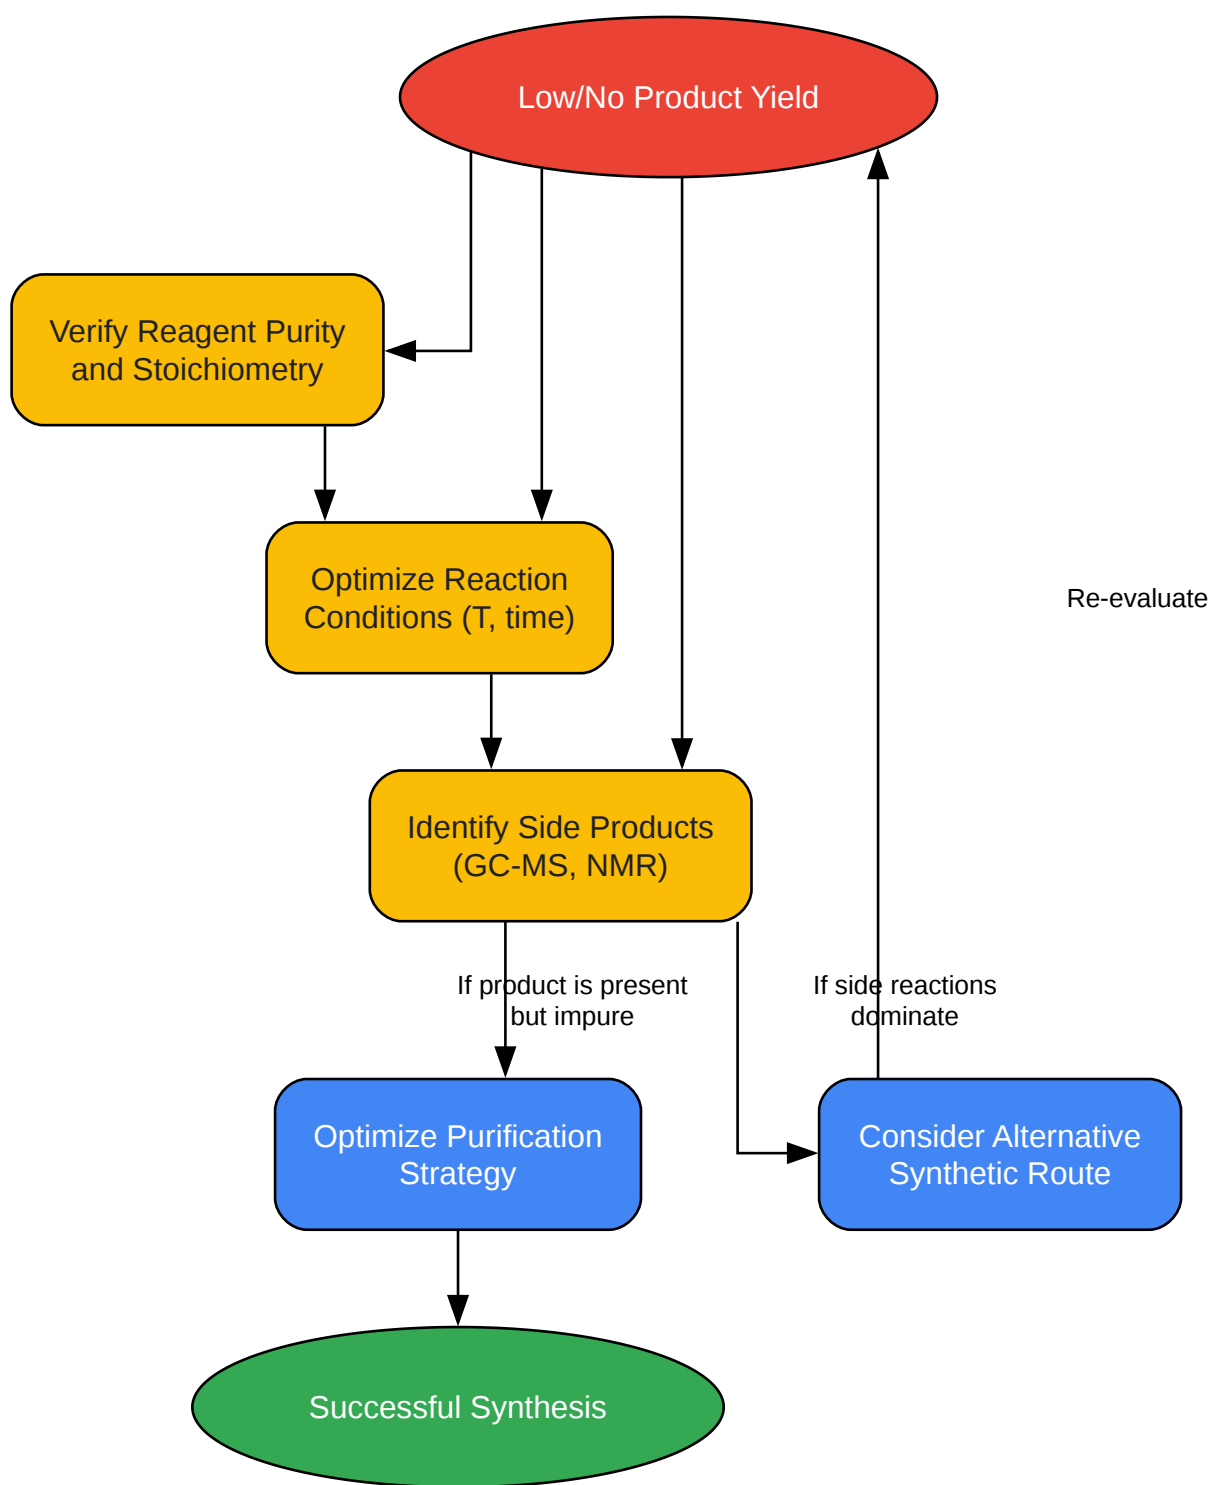 Low/No Product Yield
Verify Reagent Purity
and Stoichiometry
Optimize Reaction
Conditions (T, time)
Re-evaluate
Identify Side Products
(GC-MS, NMR)
If product is present
but impure
If side reactions
dominate
Optimize Purification
Strategy
Consider Alternative
Synthetic Route
Successful Synthesis